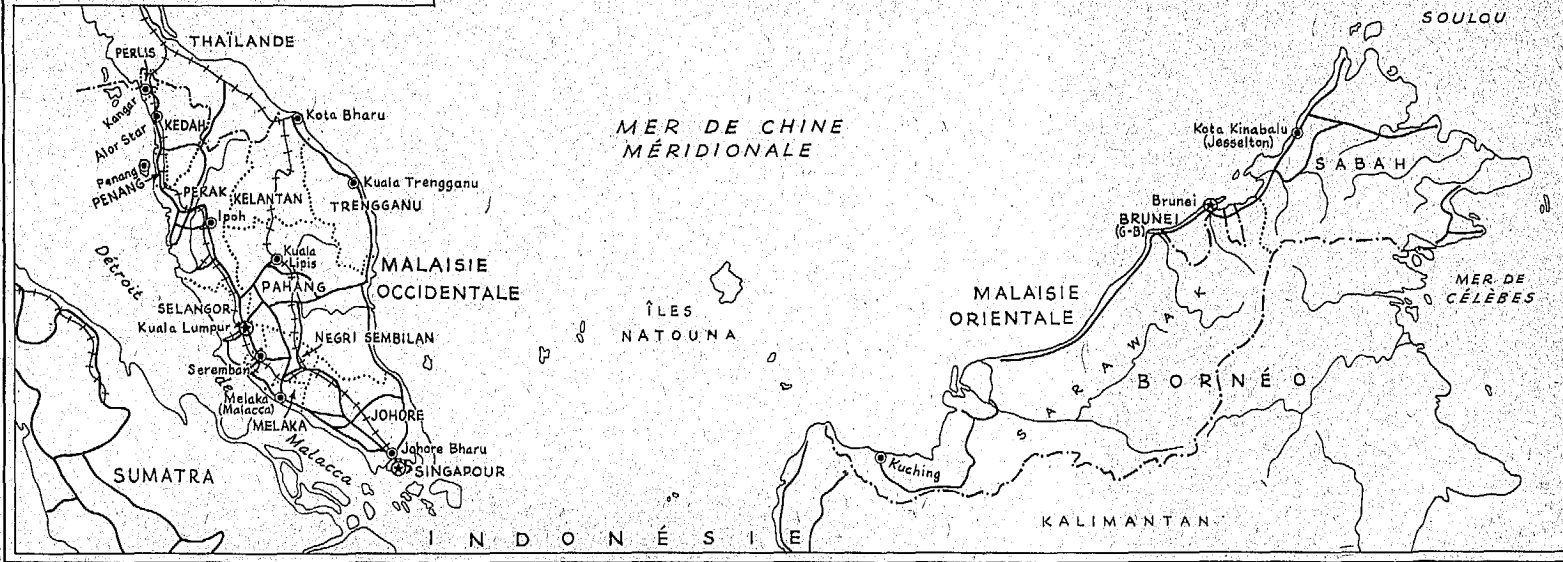 SOULOU
THAÏLANDE
PERLIS
Kangar
Alor Star
KEDAH
Penang
PENANG
PERAK
Ipoh
KELANTAN
Kota Bharu
Kuala Trengganu
TRENGGANU
Kuala
Lipis
PAHANG
MALAISIE
OCCIDENTALE
SELANGOR
Kuala Lumpur
NEGRI SEMBILAN
Seremban
Melaka
(Malacca)
MELAKA
JOHORE
Johore Bharu
SINGAPOUR
Détroit
de
Malacca
SUMATRA
MER DE CHINE
MÉRIDIONALE
ÎLES
NATOUNA
Kota Kinabalu
(Jesselton)
SABAH
Brunei
BRUNEI
(G-B)
MALAISIE
ORIENTALE
MER DE
CÉLÈBES
SARAWAK
BORNÉO
Kuching
KALIMANTAN
INDONÉSIE